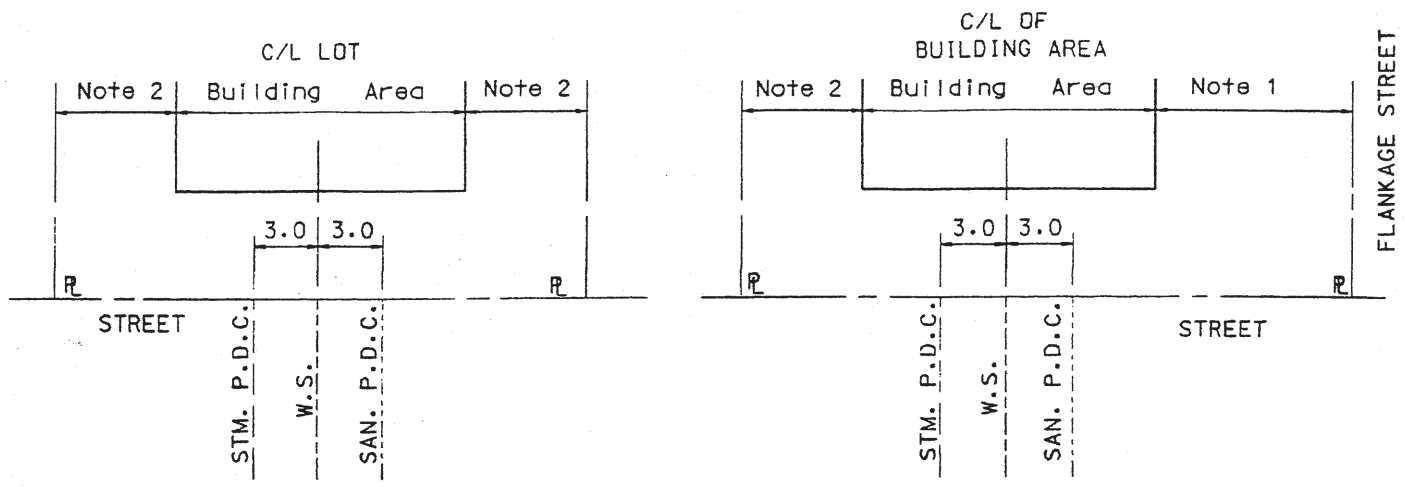 C/L LOT
Note 2 Building Area Note 2
3.0 3.0
PL PL
STREET
STM. P.D.C.
W.S.
SAN. P.D.C.
C/L OF
BUILDING AREA
Note 2 Building Area Note 1
3.0 3.0
PL PL
STREET
STM. P.D.C.
W.S.
SAN. P.D.C.
FLANKAGE STREET